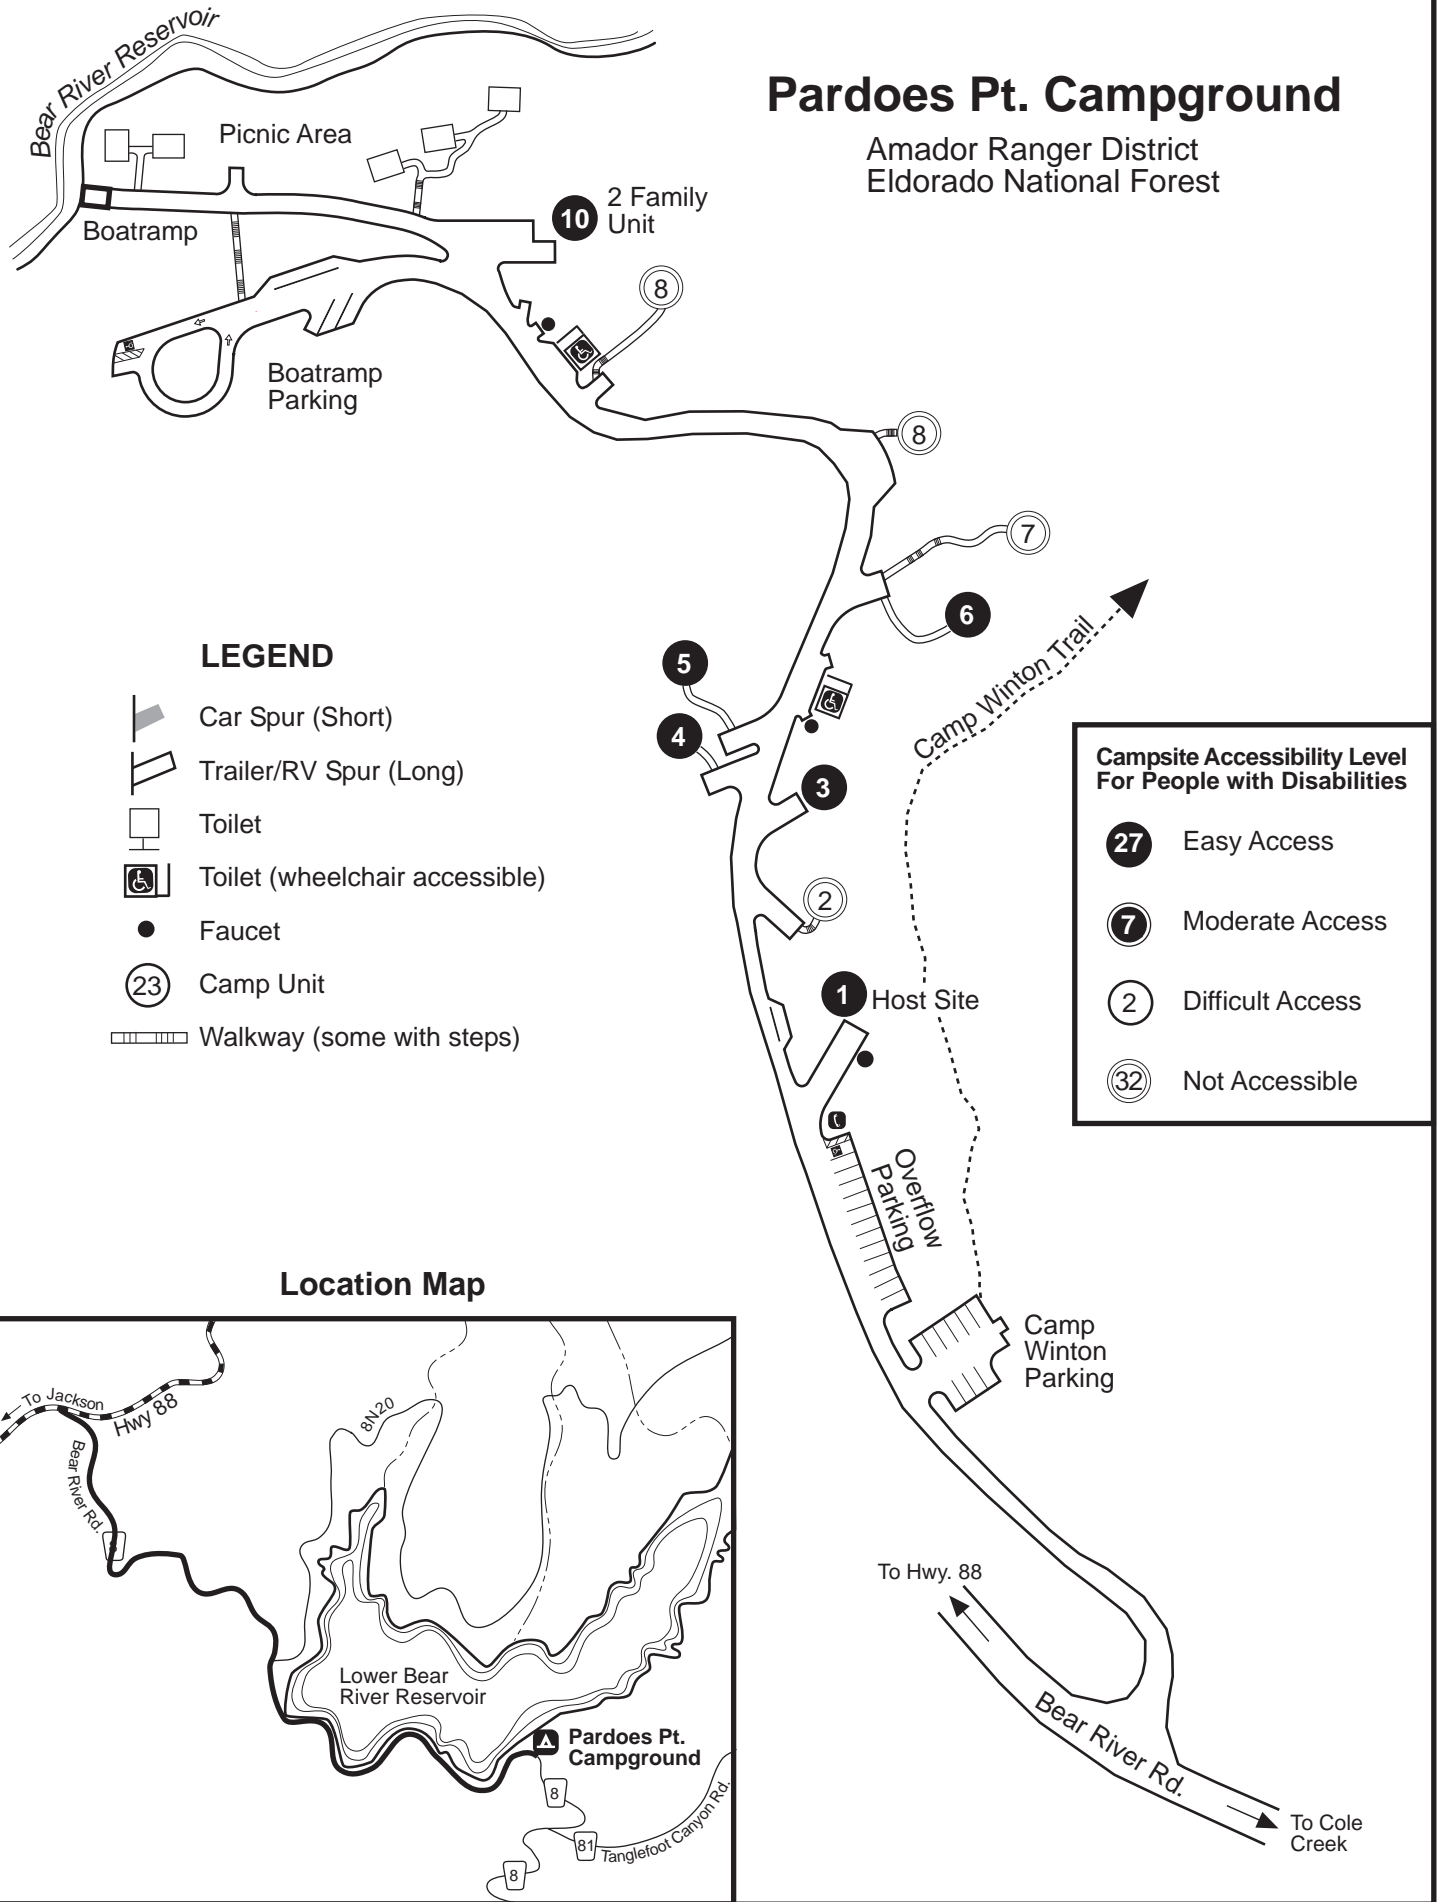 Pardoes Pt. Campground
Amador Ranger District
Eldorado National Forest
Bear River Reservoir
Picnic Area
Boatramp
10
2 Family
Unit
8
Boatramp
Parking
8
7
6
5
4
3
2
1
Host Site
Camp Winton Trail
Overflow
Parking
Camp
Winton
Parking
To Hwy. 88
Bear River Rd.
To Cole
Creek
LEGEND
Car Spur (Short)
Trailer/RV Spur (Long)
Toilet
Toilet (wheelchair accessible)
Faucet
23 Camp Unit
Walkway (some with steps)
Campsite Accessibility Level
For People with Disabilities
27 Easy Access
7 Moderate Access
2 Difficult Access
32 Not Accessible
Location Map
To Jackson
Hwy 88
Bear River Rd.
8N20
Lower Bear
River Reservoir
Pardoes Pt.
Campground
8
81
Tanglefoot Canyon Rd.
8